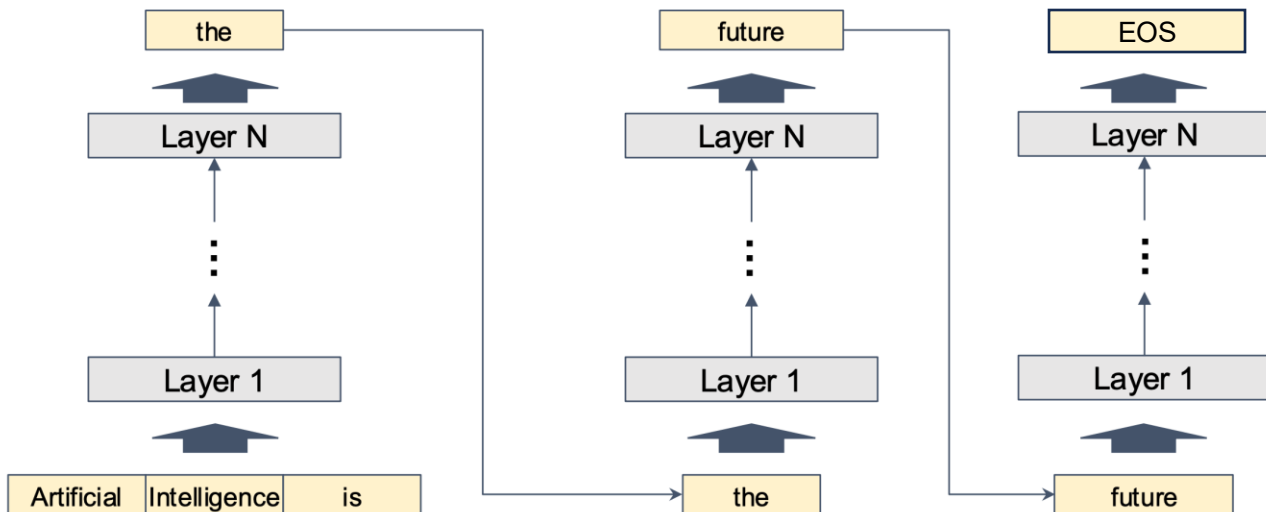 the
future
EOS
Layer N
Layer N
Layer N
Layer 1
Layer 1
Layer 1
Artificial Intelligence is
the
future